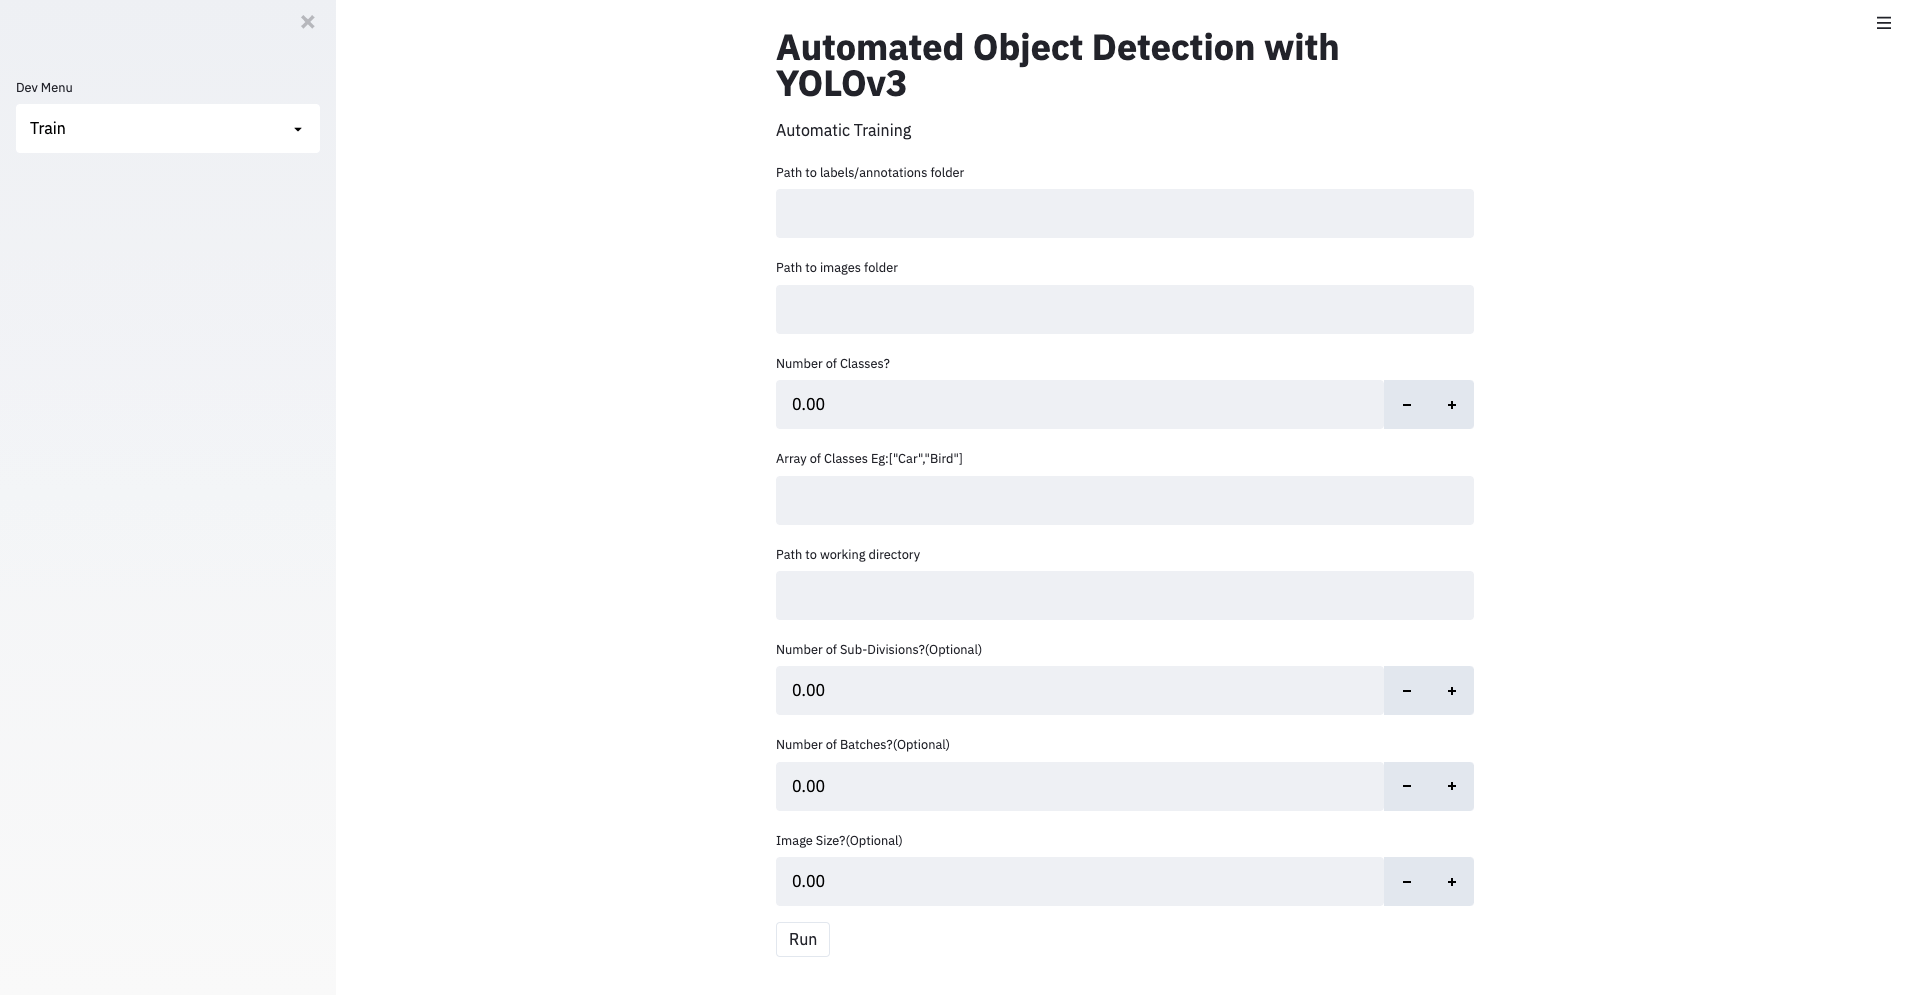 Dev Menu
Train
Automated Object Detection with
YOLOv3
Automatic Training
Path to labels/annotations folder
Path to images folder
Number of Classes?
0.00
Array of Classes Eg:["Car","Bird"]
Path to working directory
Number of Sub-Divisions?(Optional)
0.00
Number of Batches?(Optional)
0.00
Image Size?(Optional)
0.00
Run